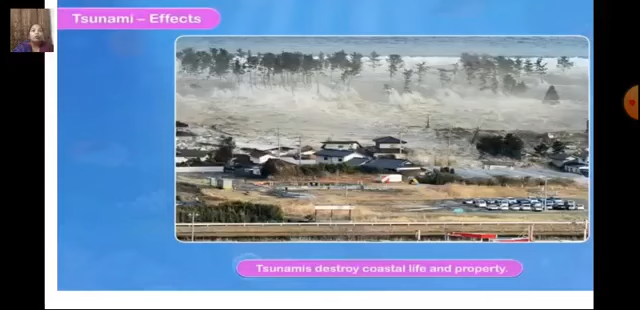 Tsunami – Effects
Tsunamis destroy coastal life and property.